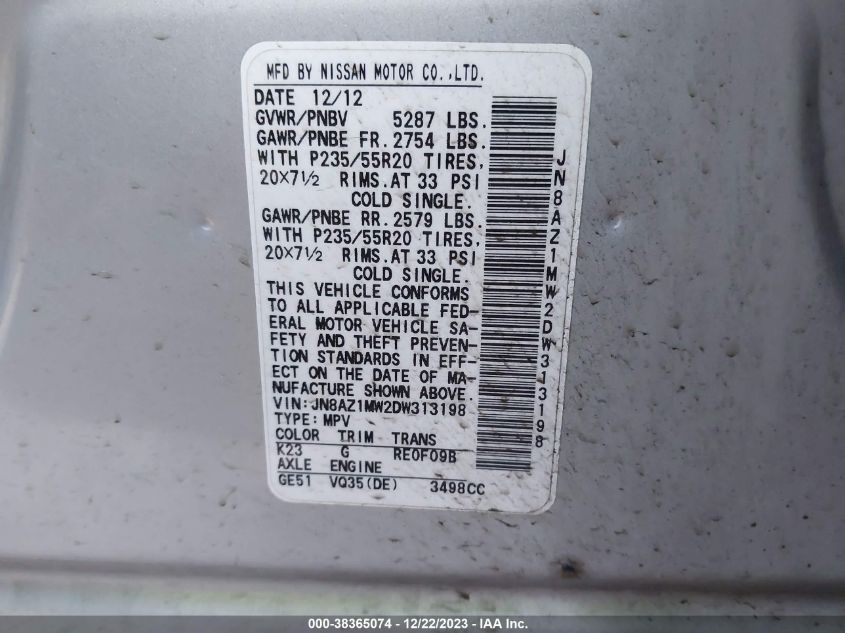 MFD BY NISSAN MOTOR CO.,LTD.
DATE 12/12
GVWR/PNBV 5287 LBS.
GAWR/PNBE FR. 2754 LBS.
WITH P235/55R20 TIRES,
20×7½ RIMS.AT 33 PSI
COLD SINGLE.
GAWR/PNBE RR. 2579 LBS.
WITH P235/55R20 TIRES,
20×7½ RIMS.AT 33 PSI
COLD SINGLE.
THIS VEHICLE CONFORMS
TO ALL APPLICABLE FED-
ERAL MOTOR VEHICLE SA-
FETY AND THEFT PREVEN-
TION STANDARDS IN EFF-
ECT ON THE DATE OF MA-
NUFACTURE SHOWN ABOVE.
VIN:JN8AZ1MW2DW313198
TYPE:MPV
COLOR TRIM TRANS
K23 G RE0F09B
AXLE ENGINE
GE51 VQ35(DE) 3498CC
JN8AZ1MW2DW313198
000-38365074 - 12/22/2023 - IAA Inc.